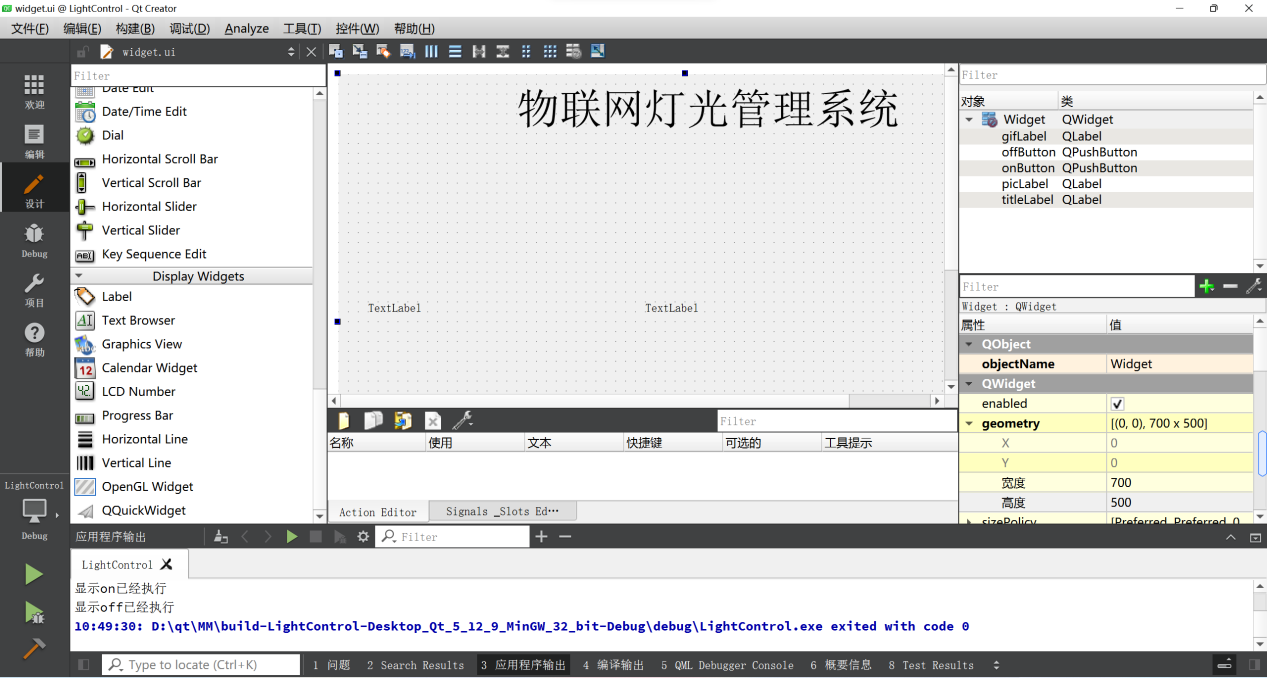 widget.ui @ LightControl - Qt Creator
文件(F) 编辑(E) 构建(B) 调试(D) Analyze 工具(T) 控件(W) 帮助(H)
widget.ui
欢迎
编辑
设计
Debug
项目
帮助
LightControl
Debug
Filter
Date Edit
Date/Time Edit
Dial
Horizontal Scroll Bar
Vertical Scroll Bar
Horizontal Slider
Vertical Slider
Key Sequence Edit
Display Widgets
Label
Text Browser
Graphics View
Calendar Widget
LCD Number
Progress Bar
Horizontal Line
Vertical Line
OpenGL Widget
QQuickWidget
物联网灯光管理系统
TextLabel TextLabel
Filter
名称 使用 文本 快捷键 可选的 工具提示
Action Editor Signals _Slots Ed···
Filter
对象 类
Widget QWidget
gifLabel QLabel
offButton QPushButton
onButton QPushButton
picLabel QLabel
titleLabel QLabel
Filter
Widget : QWidget
属性 值
QObject
objectName Widget
QWidget
enabled
geometry [(0, 0), 700 x 500]
X 0
Y 0
宽度 700
高度 500
sizePolicy [Preferred, Preferred, 0
应用程序输出 Filter
LightControl
显示on已经执行
显示off已经执行
10:49:30: D:\qt\MM\build-LightControl-Desktop_Qt_5_12_9_MinGW_32_bit-Debug\debug\LightControl.exe exited with code 0
Type to locate (Ctrl+K) 1 问题 2 Search Results 3 应用程序输出 4 编译输出 5 QML Debugger Console 6 概要信息 8 Test Results